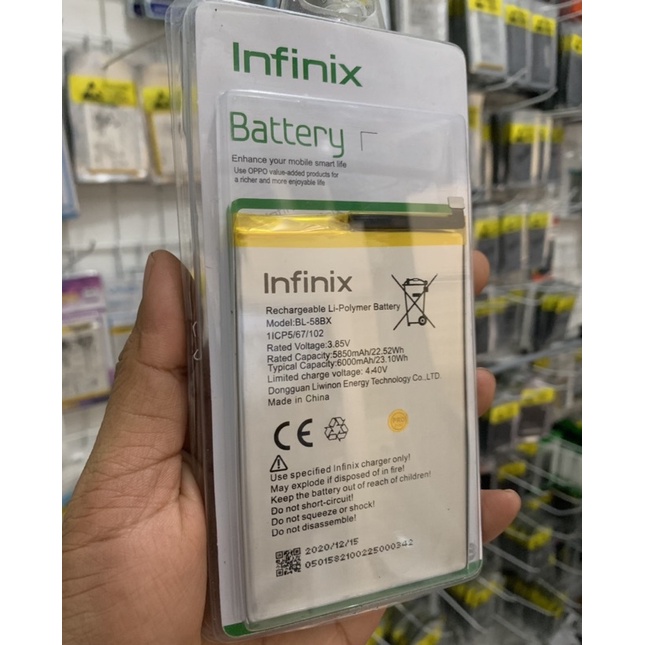 Infinix
Battery
Enhance your mobile smart life
Use OPPO value-added products for
a richer and more enjoyable life
Infinix
Rechargeable Li-Polymer Battery
Model:BL-58BX
1ICP5/67/102
Rated Voltage:3.85V
Rated Capacity:5850mAh/22.52Wh
Typical Capacity:6000mAh/23.10Wh
Limited charge voltage: 4.40V
Dongguan Liwinon Energy Technology Co.,LTD.
Made in China
CE
Use specified Infinix charger only!
May explode if disposed of in fire!
Keep the battery out of reach of children!
Do not short-circuit!
Do not squeeze or shock!
Do not disassemble!
2020/12/15
0501582100225000342